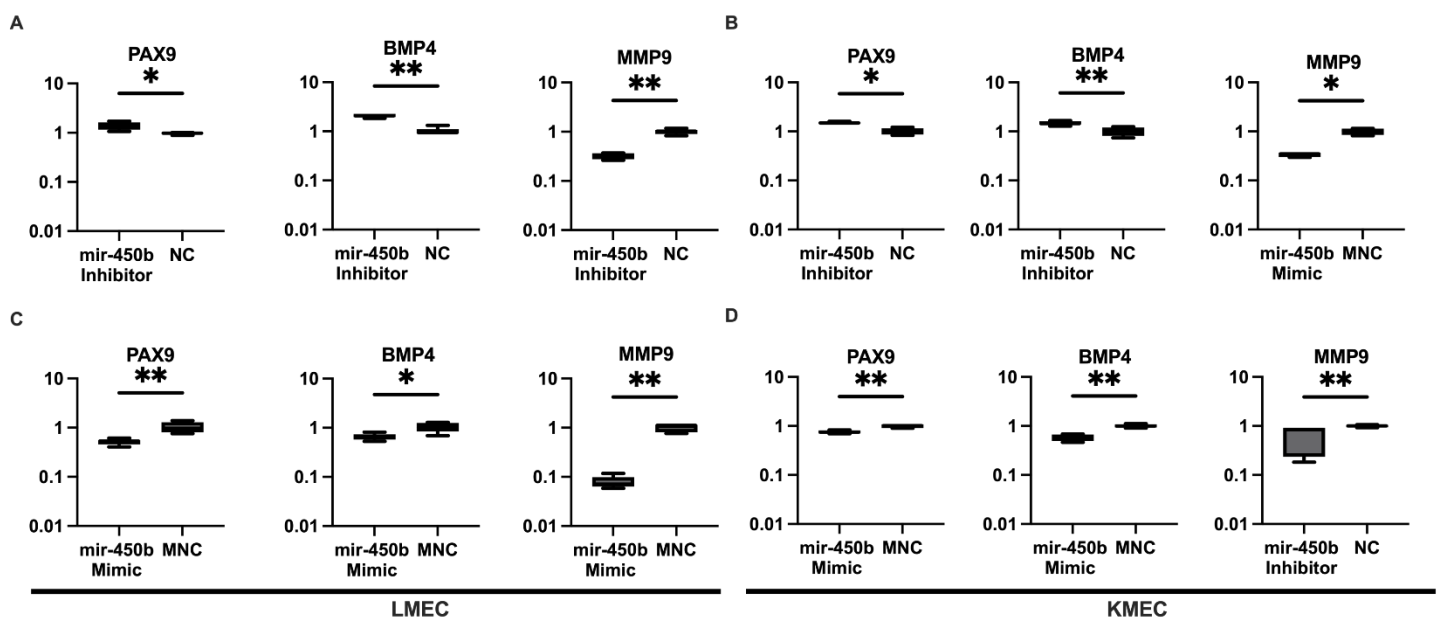 A
PAX9
*
10
1
0.1
0.01
mir-450b NC
Inhibitor
BMP4
**
10
1
0.1
0.01
mir-450b NC
Inhibitor
MMP9
**
10
1
0.1
0.01
mir-450b NC
Inhibitor
B
PAX9
*
10
1
0.1
0.01
mir-450b NC
Inhibitor
BMP4
**
10
1
0.1
0.01
mir-450b NC
Inhibitor
MMP9
*
10
1
0.1
0.01
mir-450b MNC
Mimic
C
PAX9
**
10
1
0.1
0.01
mir-450b MNC
Mimic
BMP4
*
10
1
0.1
0.01
mir-450b MNC
Mimic
MMP9
**
10
1
0.1
0.01
mir-450b MNC
Mimic
D
PAX9
**
10
1
0.1
0.01
mir-450b MNC
Mimic
BMP4
**
10
1
0.1
0.01
mir-450b MNC
Mimic
MMP9
**
10
1
0.1
0.01
mir-450b NC
Inhibitor
LMEC
KMEC